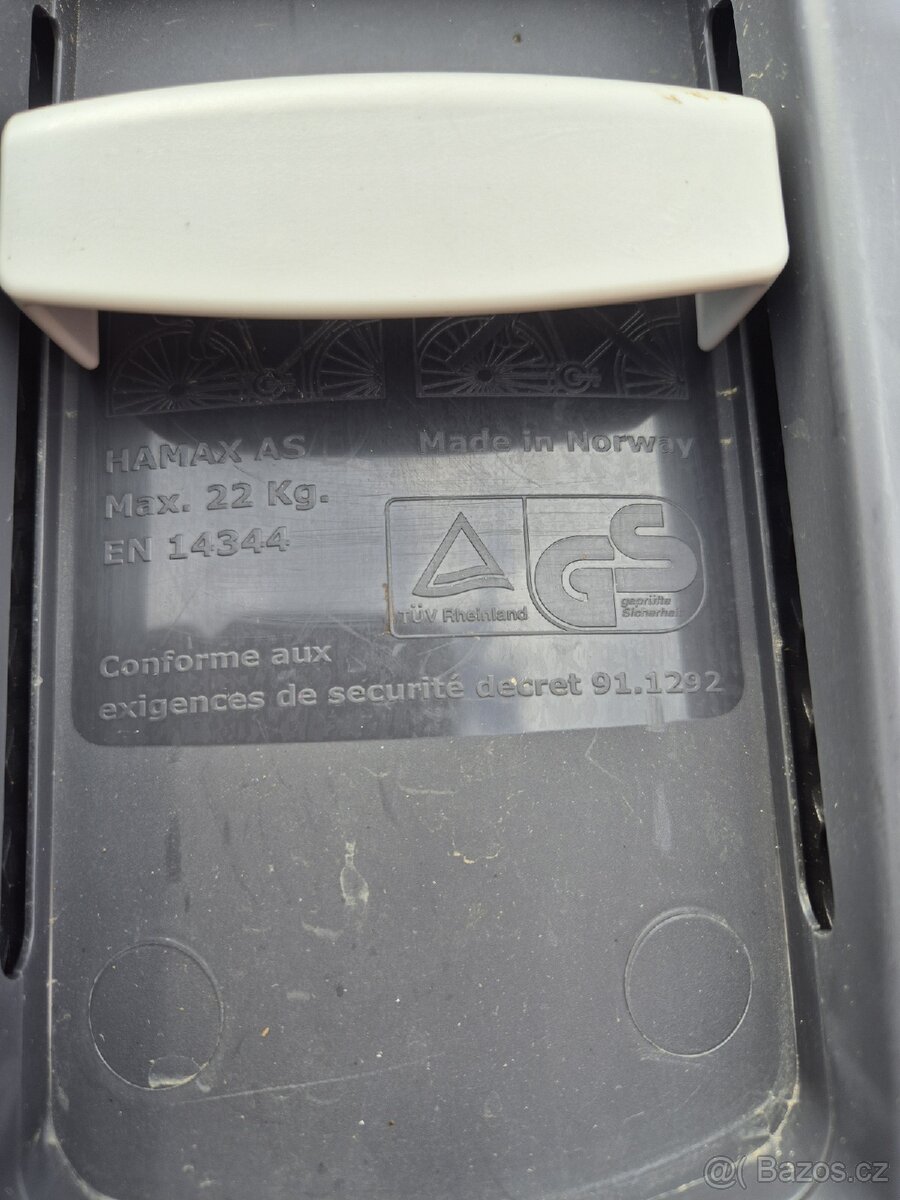 HAMAX AS
Made in Norway
Max. 22 Kg.
EN 14344
TÜV Rheinland
GS
geprüfte
Sicherheit
Conforme aux
exigences de securité decret 91.1292
@( Bazos.cz